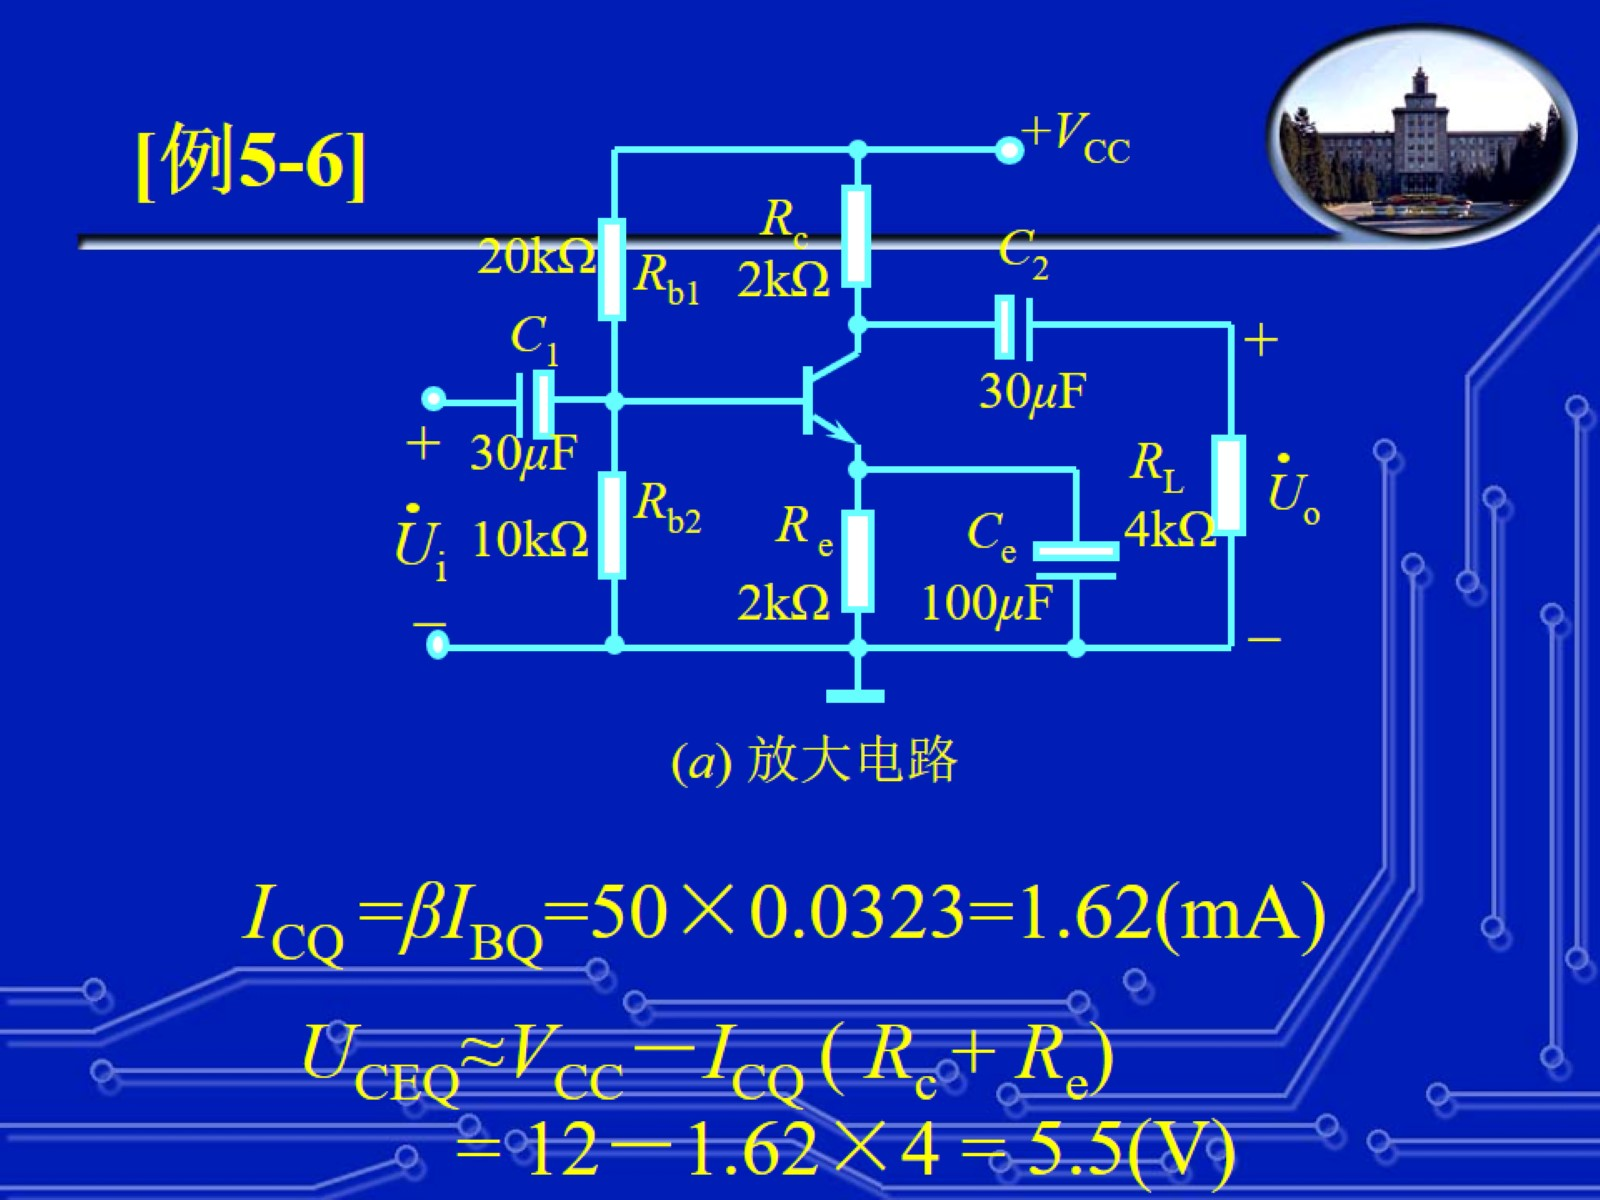 [例5-6]
+VCC
Rc
2kΩ
20kΩ
Rb1
C2
30μF
C1
30μF
+
U̇i
−
Rb2
10kΩ
Re
2kΩ
Ce
100μF
RL
4kΩ
+
U̇o
−
(a) 放大电路
ICQ =βIBQ=50×0.0323=1.62(mA)
UCEQ≈VCC－ICQ ( Rc + Re)
= 12－1.62×4 = 5.5(V)